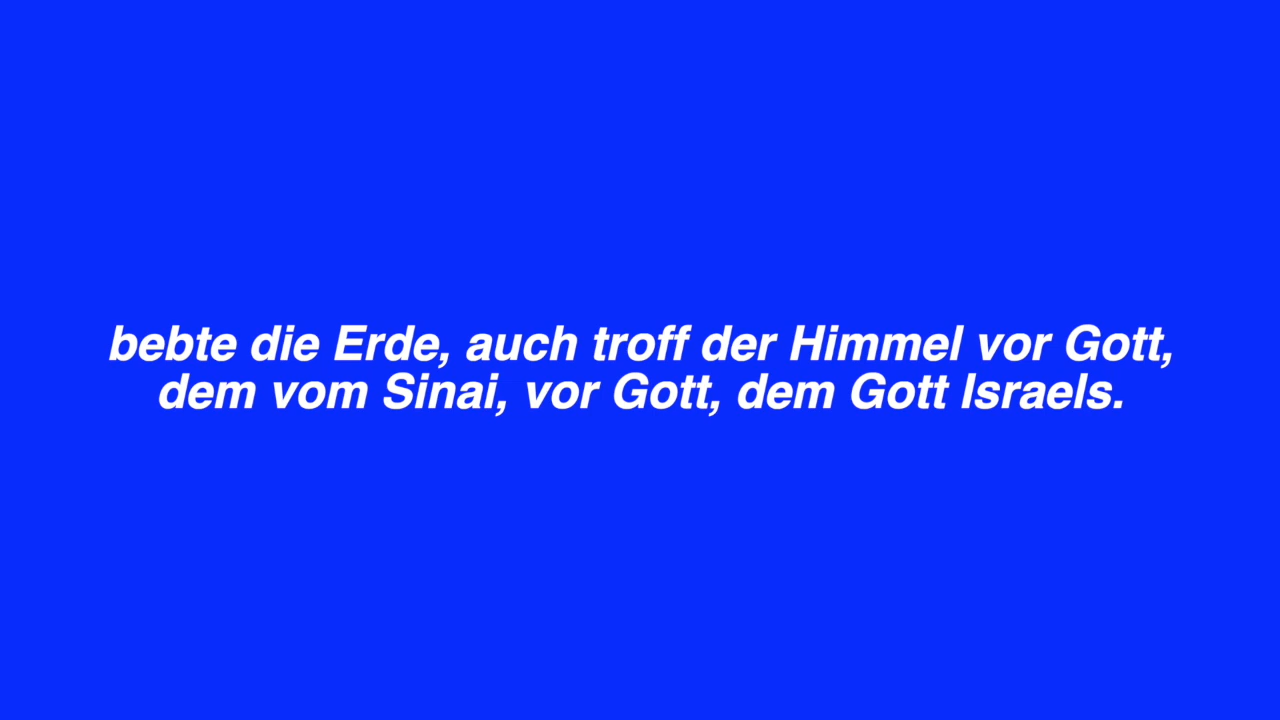 bebte die Erde, auch troff der Himmel vor Gott,
dem vom Sinai, vor Gott, dem Gott Israels.